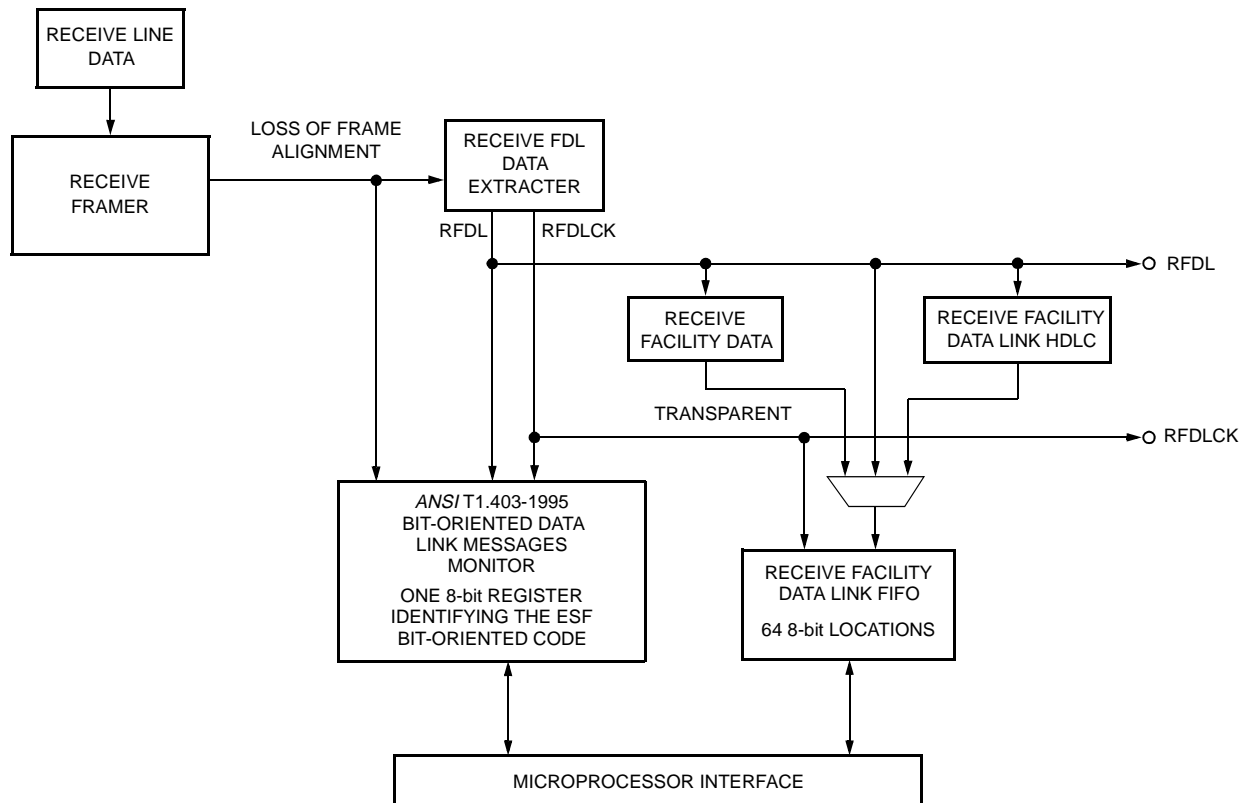 RECEIVE LINE
DATA
RECEIVE
FRAMER
LOSS OF FRAME
ALIGNMENT
RECEIVE FDL
DATA
EXTRACTER
RFDL
RFDLCK
RFDL
RECEIVE
FACILITY DATA
RECEIVE FACILITY
DATA LINK HDLC
TRANSPARENT
RFDLCK
ANSI T1.403-1995
BIT-ORIENTED DATA
LINK MESSAGES
MONITOR
ONE 8-bit REGISTER
IDENTIFYING THE ESF
BIT-ORIENTED CODE
RECEIVE FACILITY
DATA LINK FIFO
64 8-bit LOCATIONS
MICROPROCESSOR INTERFACE